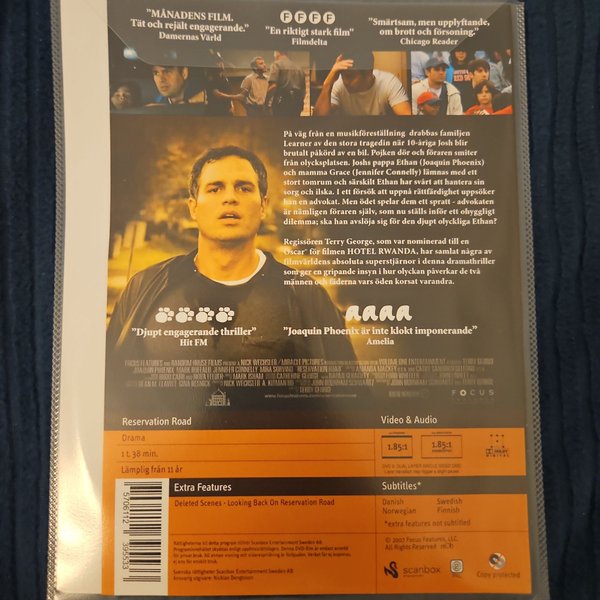 ”MÅNADENS FILM.
Tät och rejält engagerande.”
Damernas Värld
FFFF
”En riktigt stark film”
Filmdelta
”Smärtsam, men upplyftande,
om brott och försoning.”
Chicago Reader
På väg från en musikföreställning drabbas familjen
Learner av den stora tragedin när 10-åriga Josh blir
brutalt påkörd av en bil. Pojken dör och föraren smiter
från olycksplatsen. Joshs pappa Ethan (Joaquin Phoenix)
och mamma Grace (Jennifer Connelly) lämnas med ett
stort tomrum och särskilt Ethan har svårt att hantera sin
sorg och ilska. I ett försök att uppnå rättfärdighet uppsöker
han en advokat. Men ödet spelar dem ett spratt - advokaten
är nämligen föraren själv, som nu ställs inför ett ohyggligt
dilemma; ska han avslöja sig för den djupt olyckliga Ethan?
Regissören Terry George, som var nominerad till en
Oscar® för filmen HOTEL RWANDA, har samlat några av
filmvärldens absoluta superstjärnor i denna dramathriller
som ger en gripande insyn i hur olyckan påverkar de två
männen och fäderna vars öden korsat varandra.
”Djupt engagerande thriller”
Hit FM
aaaa
”Joaquin Phoenix är inte klokt imponerande”
Amelia
FOCUS
Reservation Road
Drama
1 t. 38 min.
Lämplig från 11 år
Video & Audio
1.85:1
1.85:1
DIGITAL
Extra Features
Deleted Scenes - Looking Back On Reservation Road
Subtitles*
Danish Swedish
Norwegian Finnish
*extra features not subtitled
Svenska rättigheter Scanbox Entertainment Sweden AB.
© 2007 Focus Features, LLC.
All Rights Reserved
scanbox
Copy protected